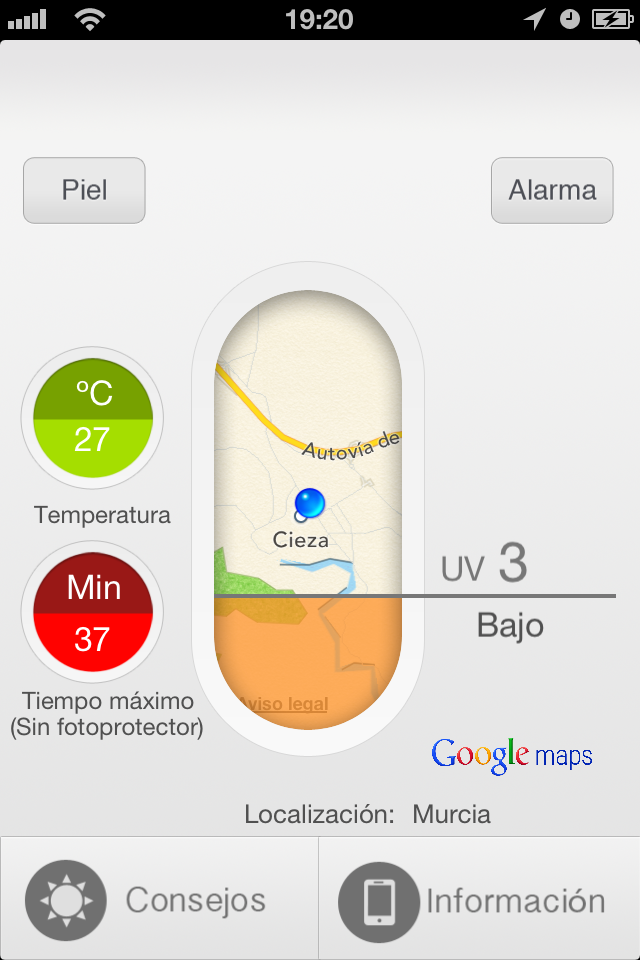 19:20
Piel
Alarma
Autovía de
ºC
27
Temperatura
Cieza
UV 3
Bajo
Min
37
Tiempo máximo
(Sin fotoprotector)
Aviso legal
Google maps
Localización: Murcia
Consejos
Información